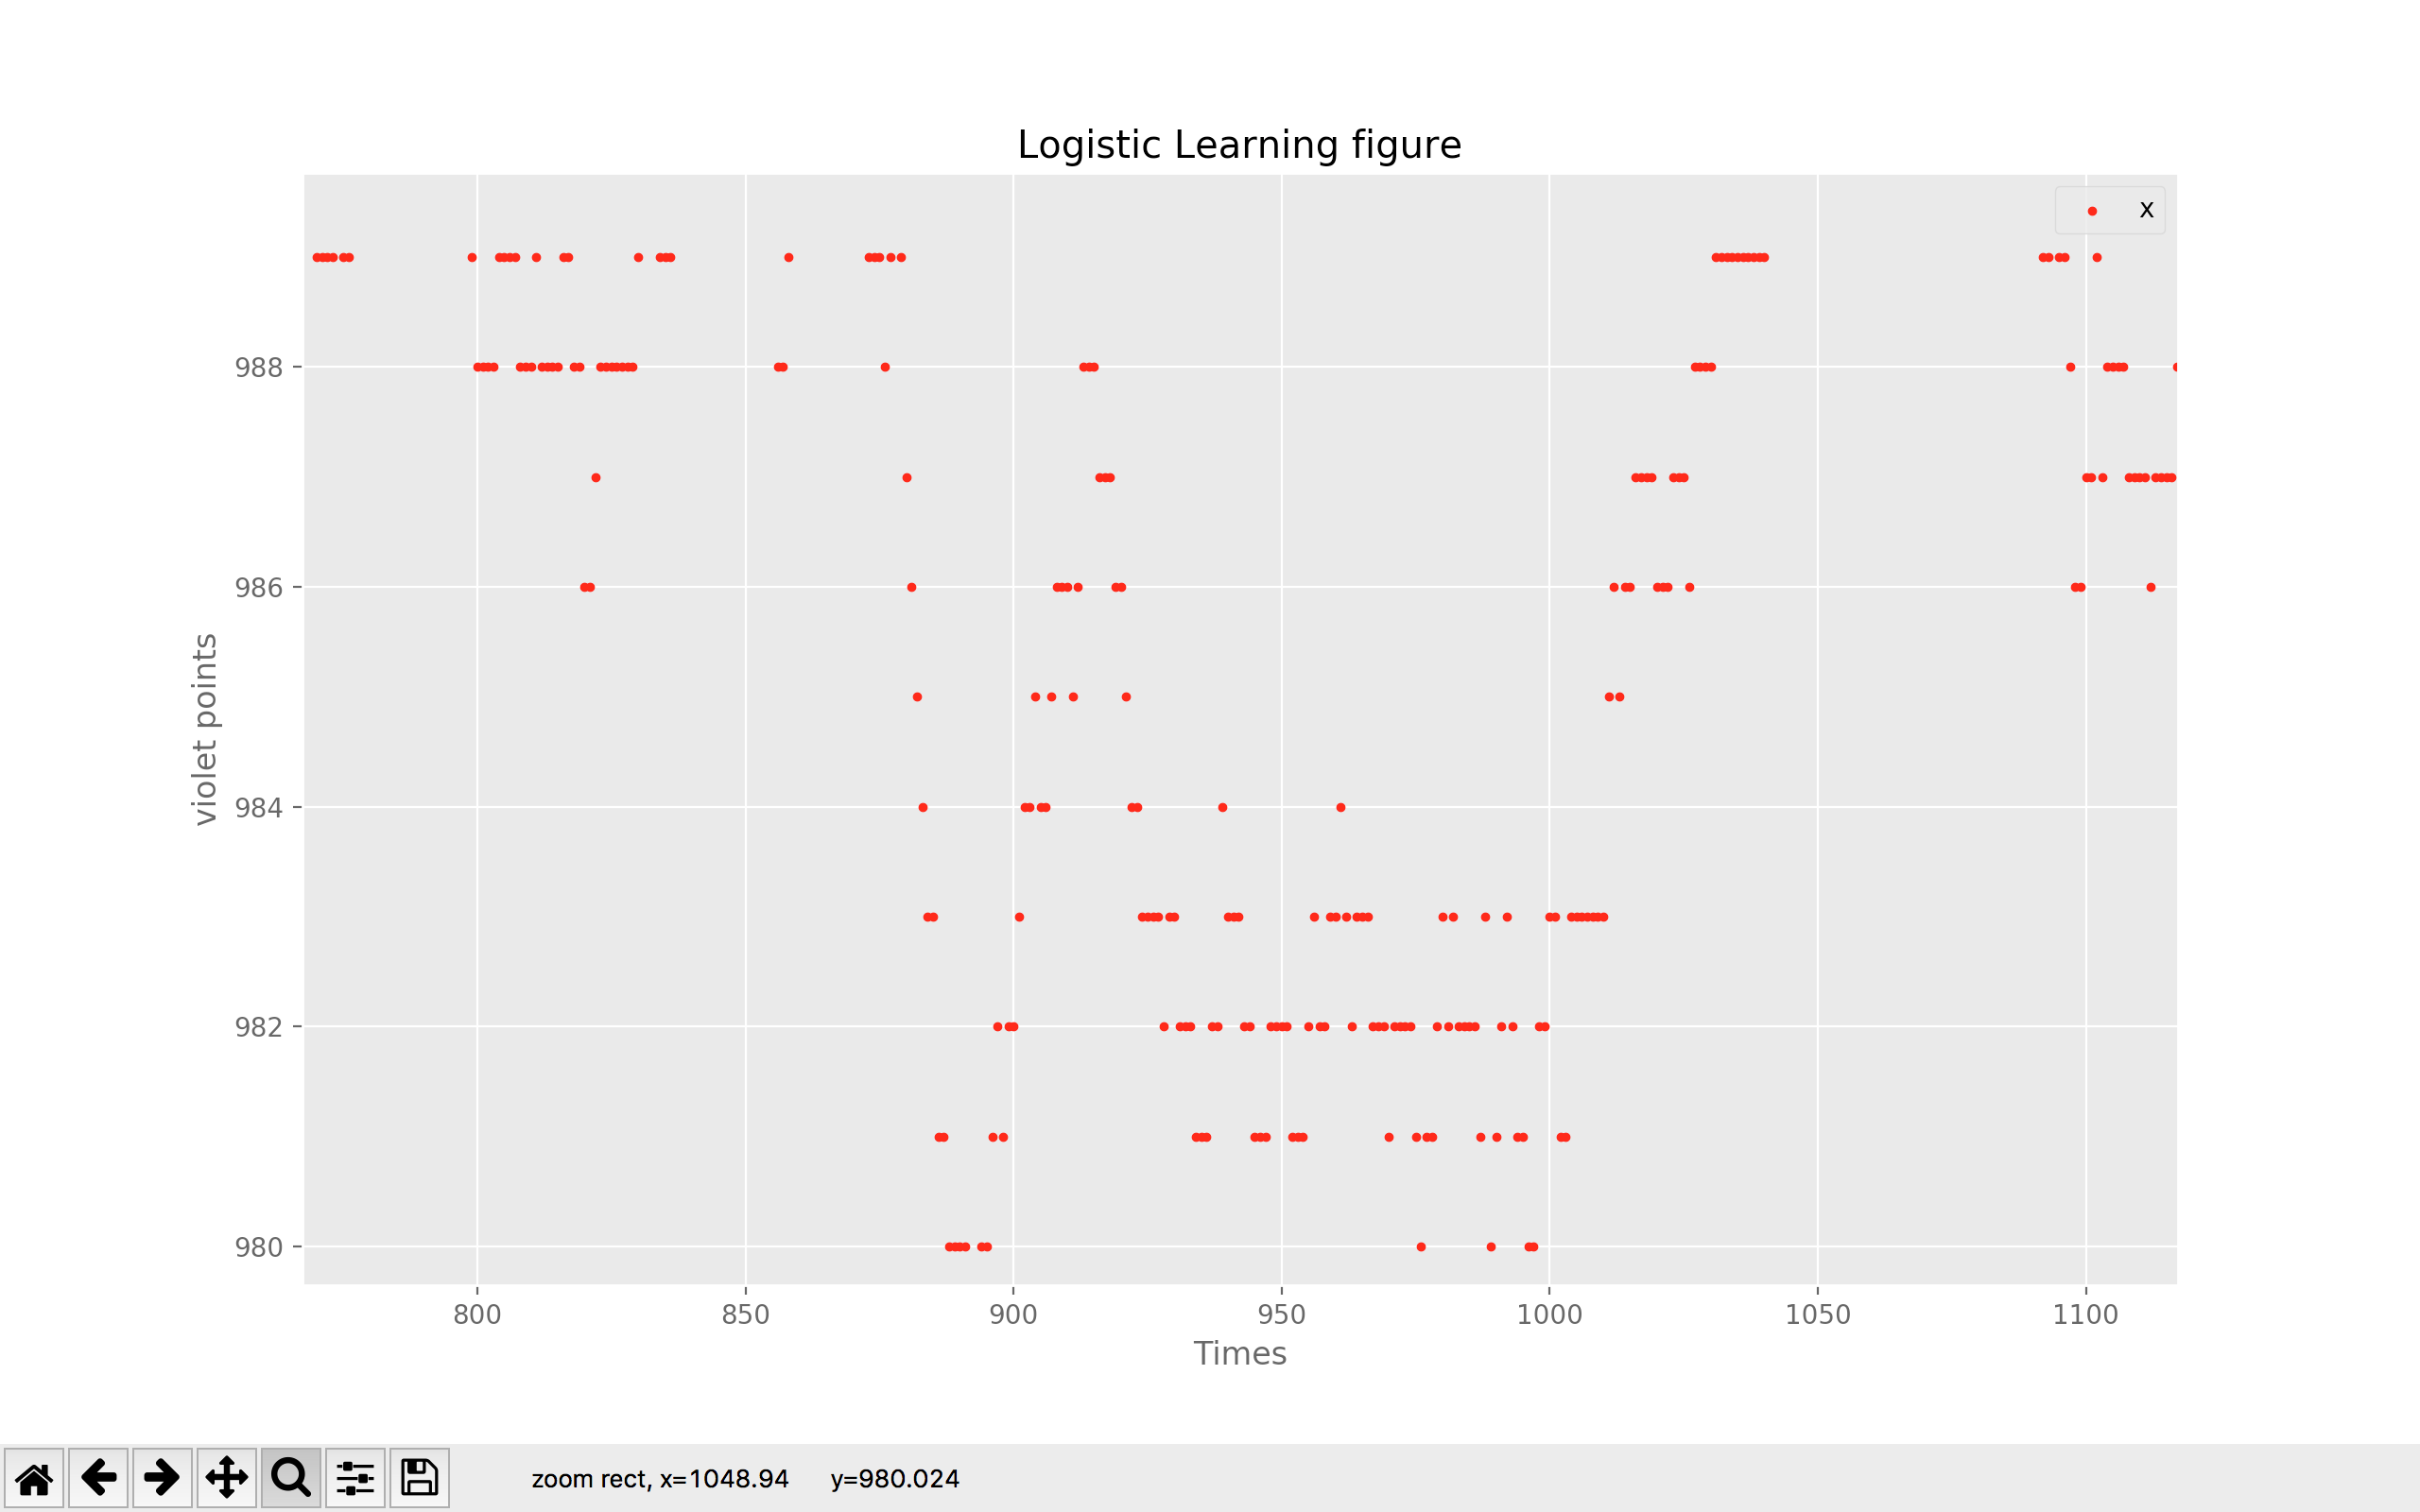 Logistic Learning figure
x
988
986
984
982
980
violet points
800 850 900 950 1000 1050 1100
Times
zoom rect, x=1048.94 y=980.024